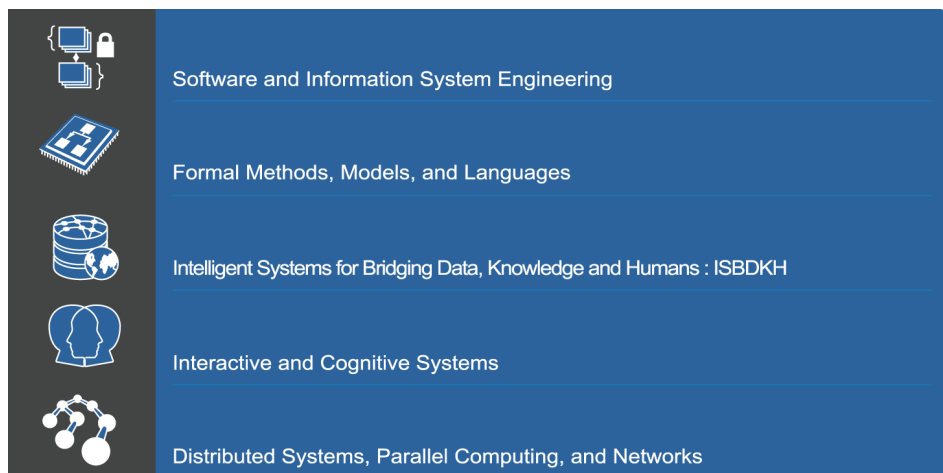 Software and Information System Engineering
Formal Methods, Models, and Languages
Intelligent Systems for Bridging Data, Knowledge and Humans : ISBDKH
Interactive and Cognitive Systems
Distributed Systems, Parallel Computing, and Networks